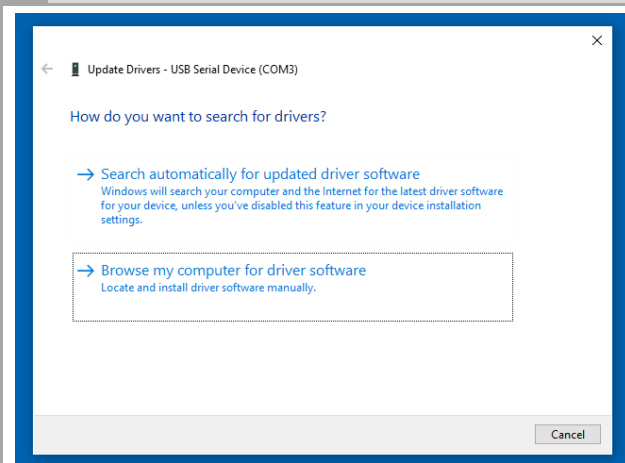 Update Drivers - USB Serial Device (COM3)
How do you want to search for drivers?
Search automatically for updated driver software
Windows will search your computer and the Internet for the latest driver software
for your device, unless you've disabled this feature in your device installation
settings.
Browse my computer for driver software
Locate and install driver software manually.
Cancel